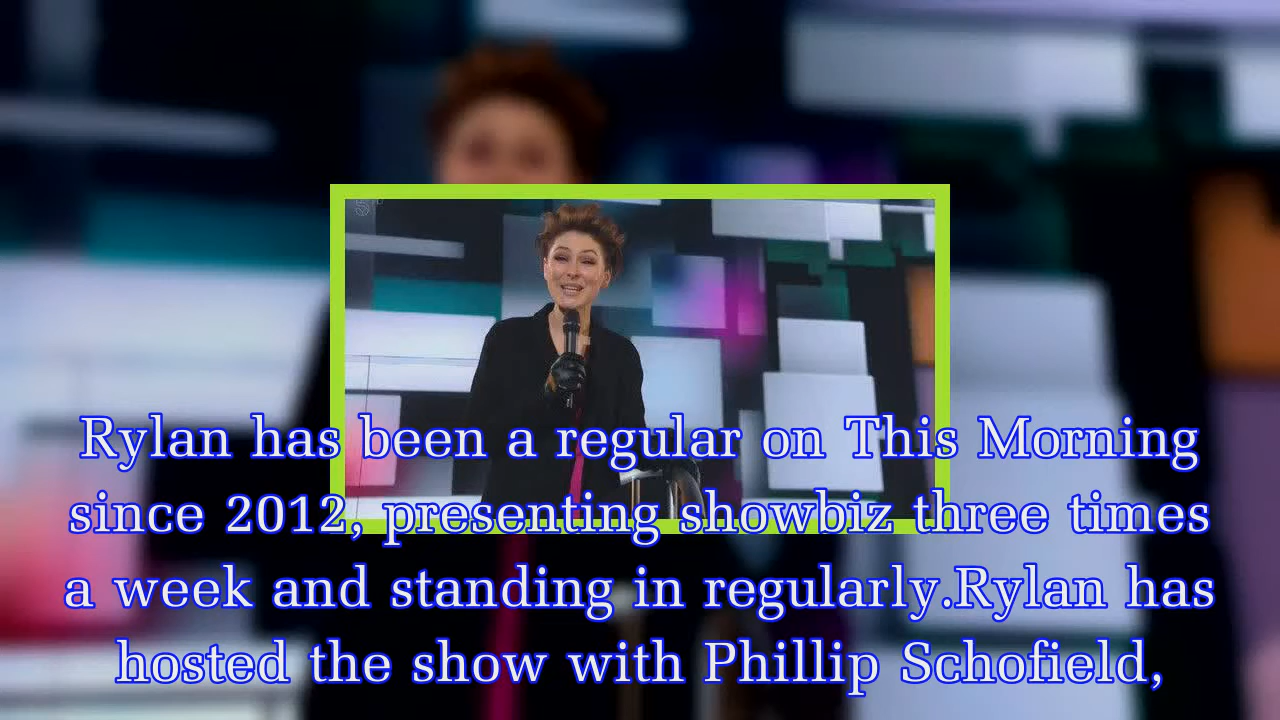 Rylan has been a regular on This Morning
since 2012, presenting showbiz three times
a week and standing in regularly.Rylan has
hosted the show with Phillip Schofield,